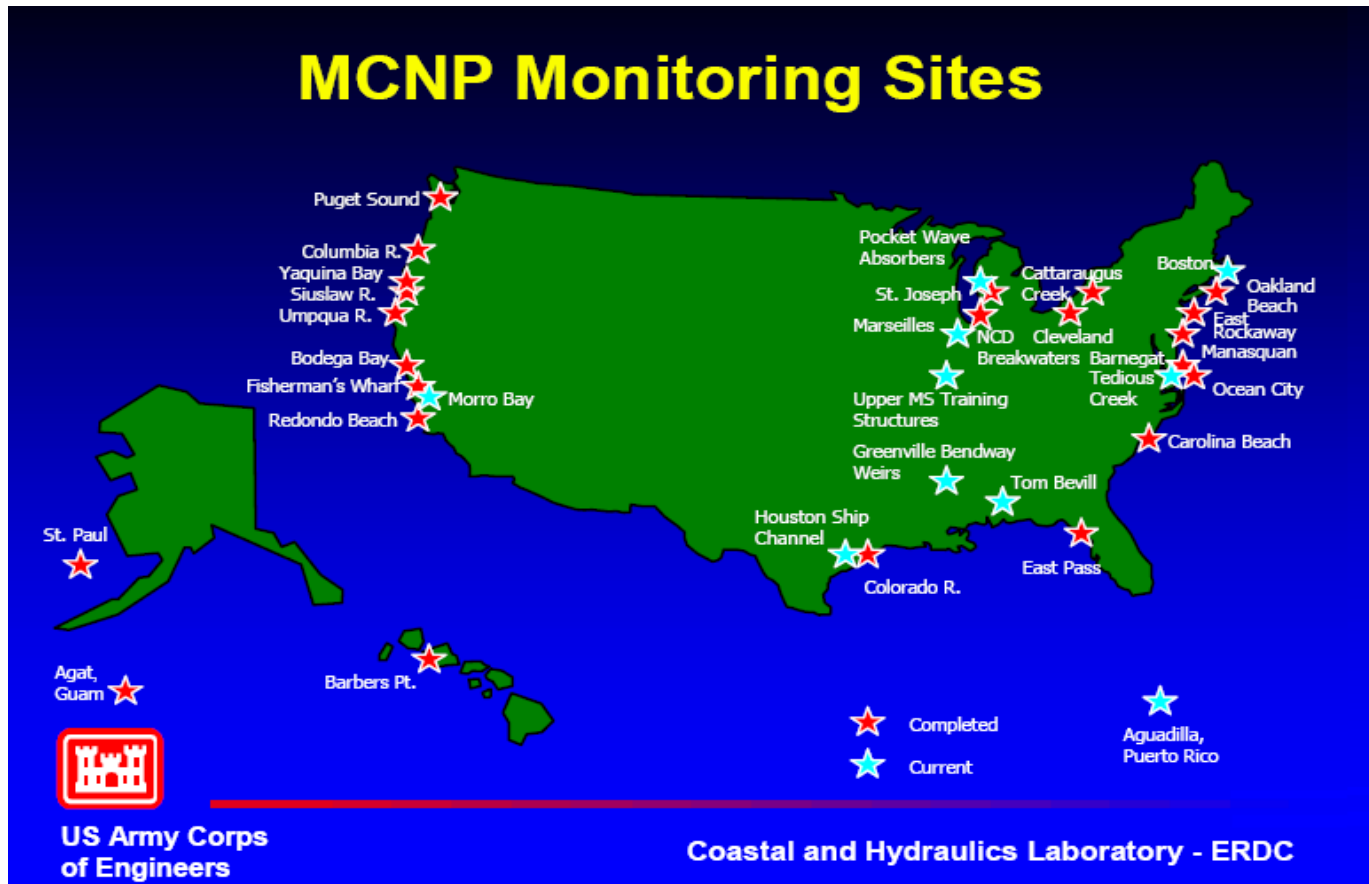 MCNP Monitoring Sites
Puget Sound
Columbia R.
Yaquina Bay
Siuslaw R.
Umpqua R.
Bodega Bay
Fisherman's Wharf
Morro Bay
Redondo Beach
Pocket Wave
Absorbers
St. Joseph
Marseilles
NCD
Breakwaters
Cattaraugus
Creek
Cleveland
Upper MS Training
Structures
Greenville Bendway
Weirs
Tom Bevill
Houston Ship
Channel
Colorado R.
East Pass
Boston
Oakland
Beach
East
Rockaway
Manasquan
Barnegat
Tedious
Creek
Ocean City
Carolina Beach
St. Paul
Agat,
Guam
Barbers Pt.
Completed
Current
Aguadilla,
Puerto Rico
US Army Corps
of Engineers
Coastal and Hydraulics Laboratory - ERDC